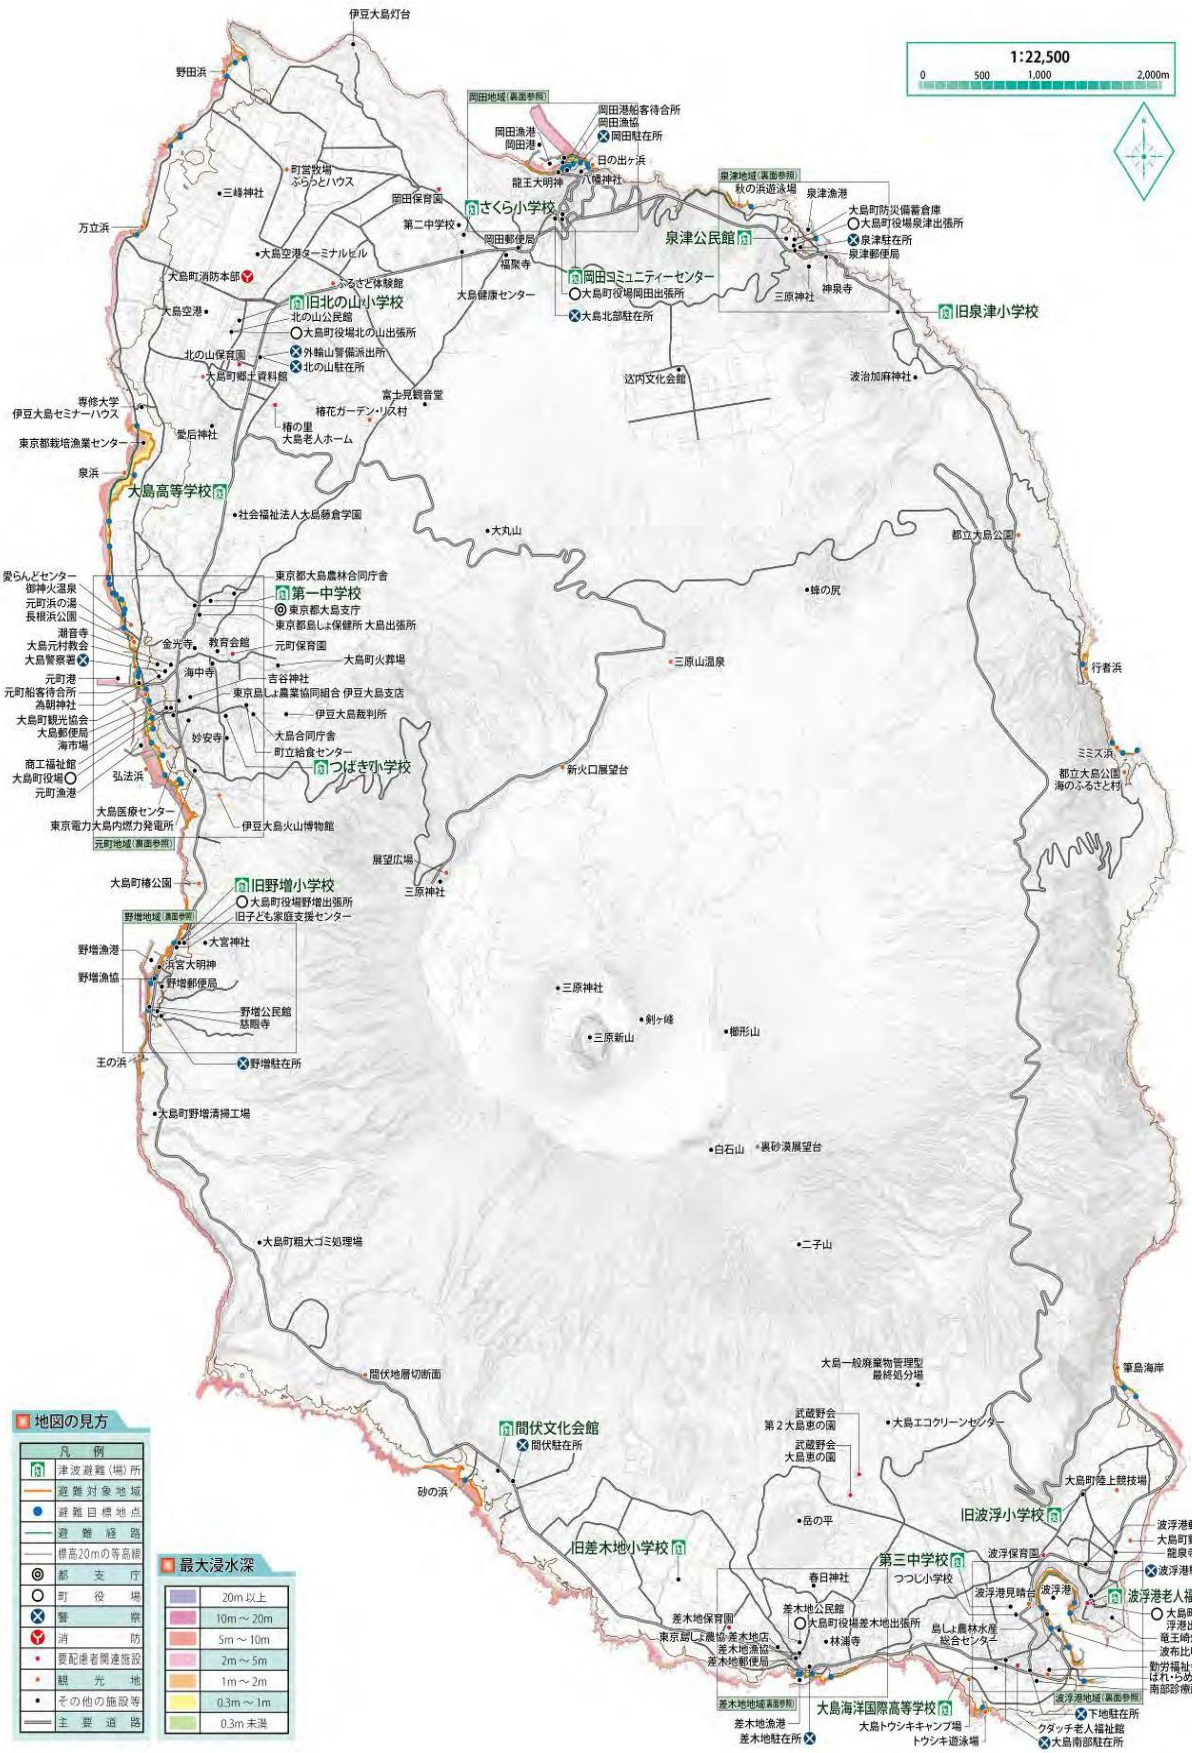 伊豆大島灯台
1:22,500
0 500 1,000 2,000m
N
野田浜
岡田地域(裏面参照)
岡田港船客待合所
岡田漁協
岡田駐在所
岡田漁港
岡田港
日の出ヶ浜
龍王大明神
八幡神社
町営牧場
ぶらっとハウス
三峰神社
岡田保育園
さくら小学校
第二中学校
岡田郵便局
福聚寺
泉津地域(裏面参照)
秋の浜遊泳場
泉津漁港
大島町防災備蓄倉庫
大島町役場泉津出張所
泉津公民館
泉津駐在所
泉津郵便局
神泉寺
三原神社
万立浜
大島空港ターミナルビル
大島町消防本部
ふるさと体験館
大島健康センター
岡田コミュニティーセンター
大島町役場岡田出張所
大島北部駐在所
旧泉津小学校
旧北の山小学校
大島空港
北の山公民館
大島町役場北の山出張所
外輪山警備派出所
北の山保育園
北の山駐在所
大島町郷土資料館
富士見観音堂
椿花ガーデン・リス村
波治加麻神社
専修大学
伊豆大島セミナーハウス
椿の里
大島老人ホーム
愛后神社
東京都栽培漁業センター
泉浜
大島高等学校
社会福祉法人大島藤倉学園
大丸山
都立大島公園
蜂の尻
愛らんどセンター
御神火温泉
元町浜の湯
長根浜公園
潮音寺
大島元村教会
大島警察署
元町港
元町船客待合所
為朝神社
大島町観光協会
大島郵便局
海市場
商工福祉館
大島町役場
元町漁港
東京都大島農林合同庁舎
第一中学校
東京都大島支庁
東京都島しょ保健所 大島出張所
金光寺
教育会館
元町保育園
海中寺
大島町火葬場
吉谷神社
東京島しょ農業協同組合 伊豆大島支店
伊豆大島裁判所
妙安寺
大島合同庁舎
町立給食センター
つばき小学校
弘法浜
大島医療センター
東京電力大島内燃力発電所
伊豆大島火山博物館
元町地域(裏面参照)
三原山温泉
行者浜
ミミズ浜
都立大島公園
海のふるさと村
新火口展望台
展望広場
三原神社
大島町椿公園
旧野増小学校
大島町役場野増出張所
旧子ども家庭支援センター
野増地域(裏面参照)
大宮神社
野増漁港
浜宮大明神
野増漁協
野増郵便局
野増公民館
慈眼寺
王の浜
野増駐在所
三原神社
剣ヶ峰
三原新山
櫛形山
大島町野増清掃工場
白石山
裏砂漠展望台
大島町粗大ゴミ処理場
二子山
間伏地層切断面
大島一般廃棄物管理型
最終処分場
筆島海岸
間伏文化会館
間伏駐在所
武蔵野会
第2大島恵の園
武蔵野会
大島恵の園
大島エコクリーンセンター
砂の浜
大島町陸上競技場
岳の平
旧波浮小学校
旧差木地小学校
第三中学校
つつじ小学校
波浮保育園
龍泉寺
春日神社
波浮港見晴台
波浮港
差木地保育園
差木地公民館
大島町役場差木地出張所
東京島しょ農協 差木地店
差木地漁協
差木地郵便局
林浦寺
島しょ農林水産
総合センター
波浮港老人福
差木地地域(裏面参照)
差木地漁港
差木地駐在所
大島海洋国際高等学校
大島トウシキキャンプ場
トウシキ遊泳場
波浮港地域(裏面参照)
下地駐在所
クダッチ老人福祉館
大島南部駐在所
地図の見方
凡例
津波避難(場)所
避難対象地域
避難目標地点
避難経路
標高20mの等高線
都支庁
町役場
警察
消防
要配慮者関連施設
観光地
その他の施設等
主要道路
最大浸水深
20m 以上
10m～20m
5m～10m
2m～5m
1m～2m
0.3m～1m
0.3m 未満